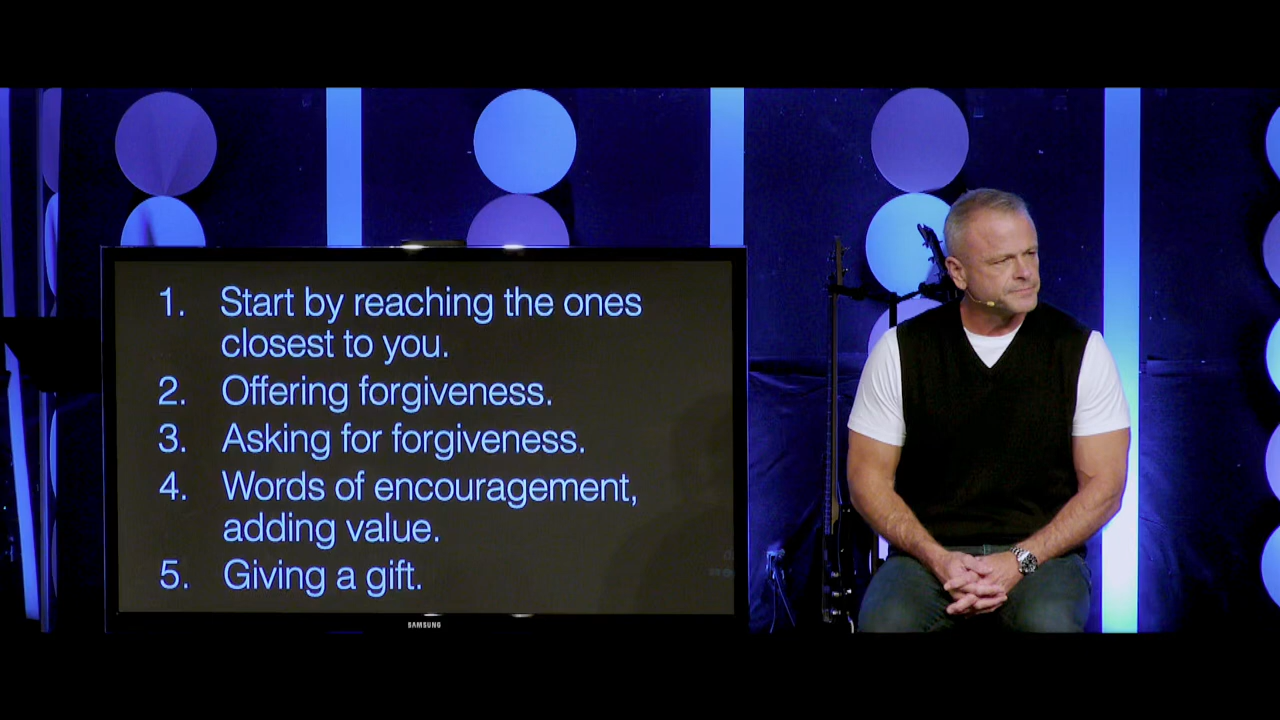 1. Start by reaching the ones
closest to you.
2. Offering forgiveness.
3. Asking for forgiveness.
4. Words of encouragement,
adding value.
5. Giving a gift.
SAMSUNG